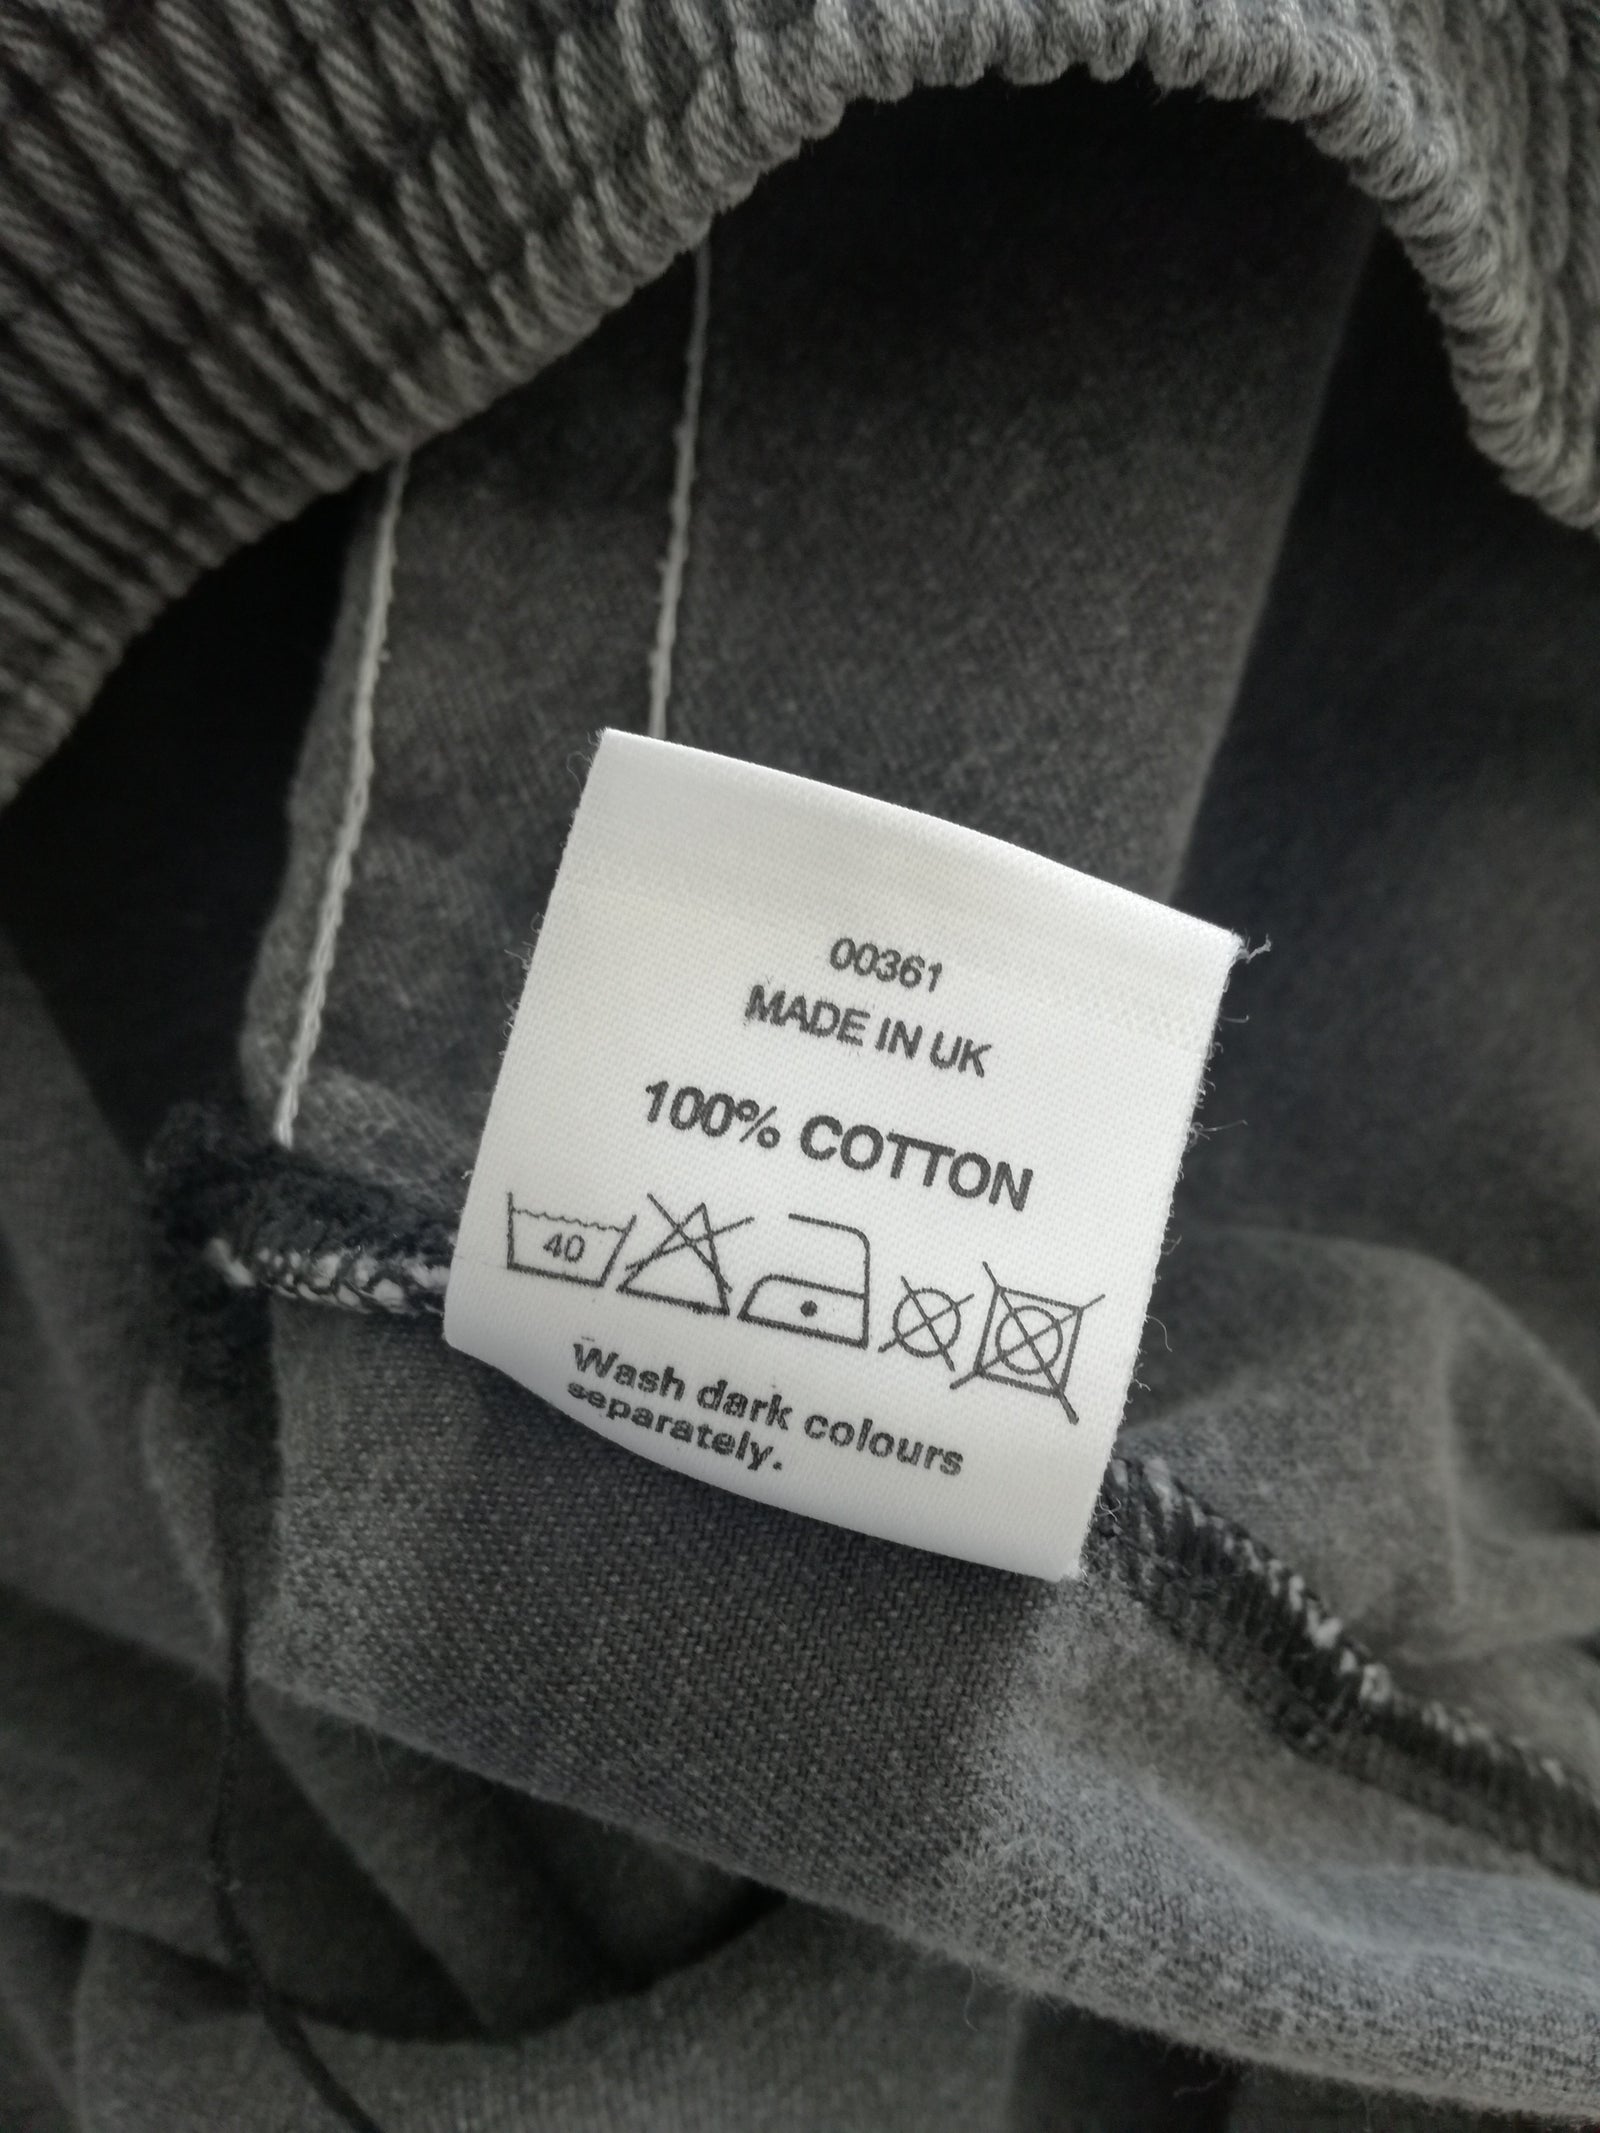 00361
MADE IN UK
100% COTTON
40
Wash dark colours
separately.